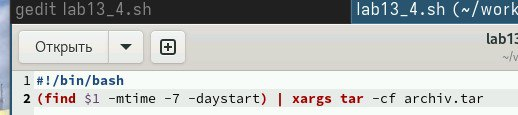 gedit lab13_4.sh
lab13_4.sh (~/work
Открыть
lab13
~/v
1 #!/bin/bash
2 (find $1 -mtime -7 -daystart) | xargs tar -cf archiv.tar